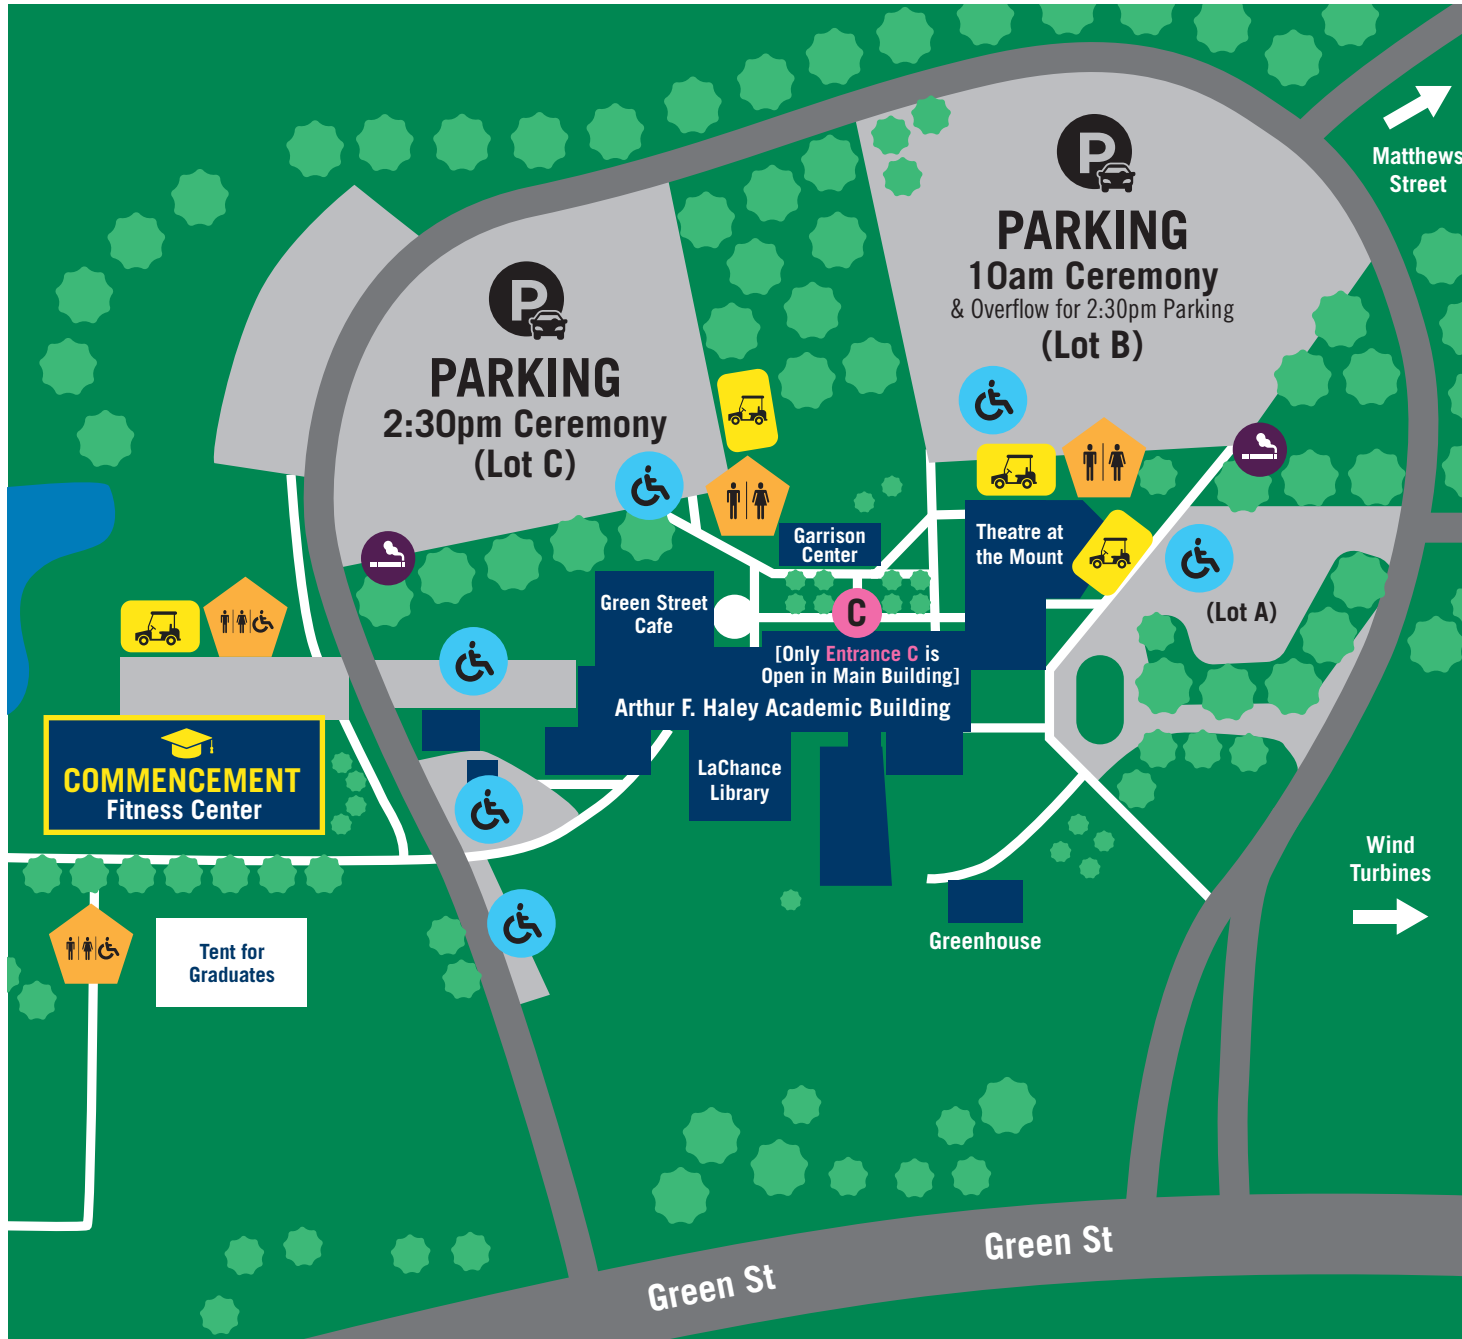 Matthews
Street
P
PARKING
10am Ceremony
& Overflow for 2:30pm Parking
(Lot B)
P
PARKING
2:30pm Ceremony
(Lot C)
Garrison
Center
Theatre at
the Mount
Green Street
Cafe
C
(Lot A)
[Only Entrance C is
Open in Main Building]
Arthur F. Haley Academic Building
COMMENCEMENT
Fitness Center
LaChance
Library
Wind
Turbines
Greenhouse
Tent for
Graduates
Green St
Green St